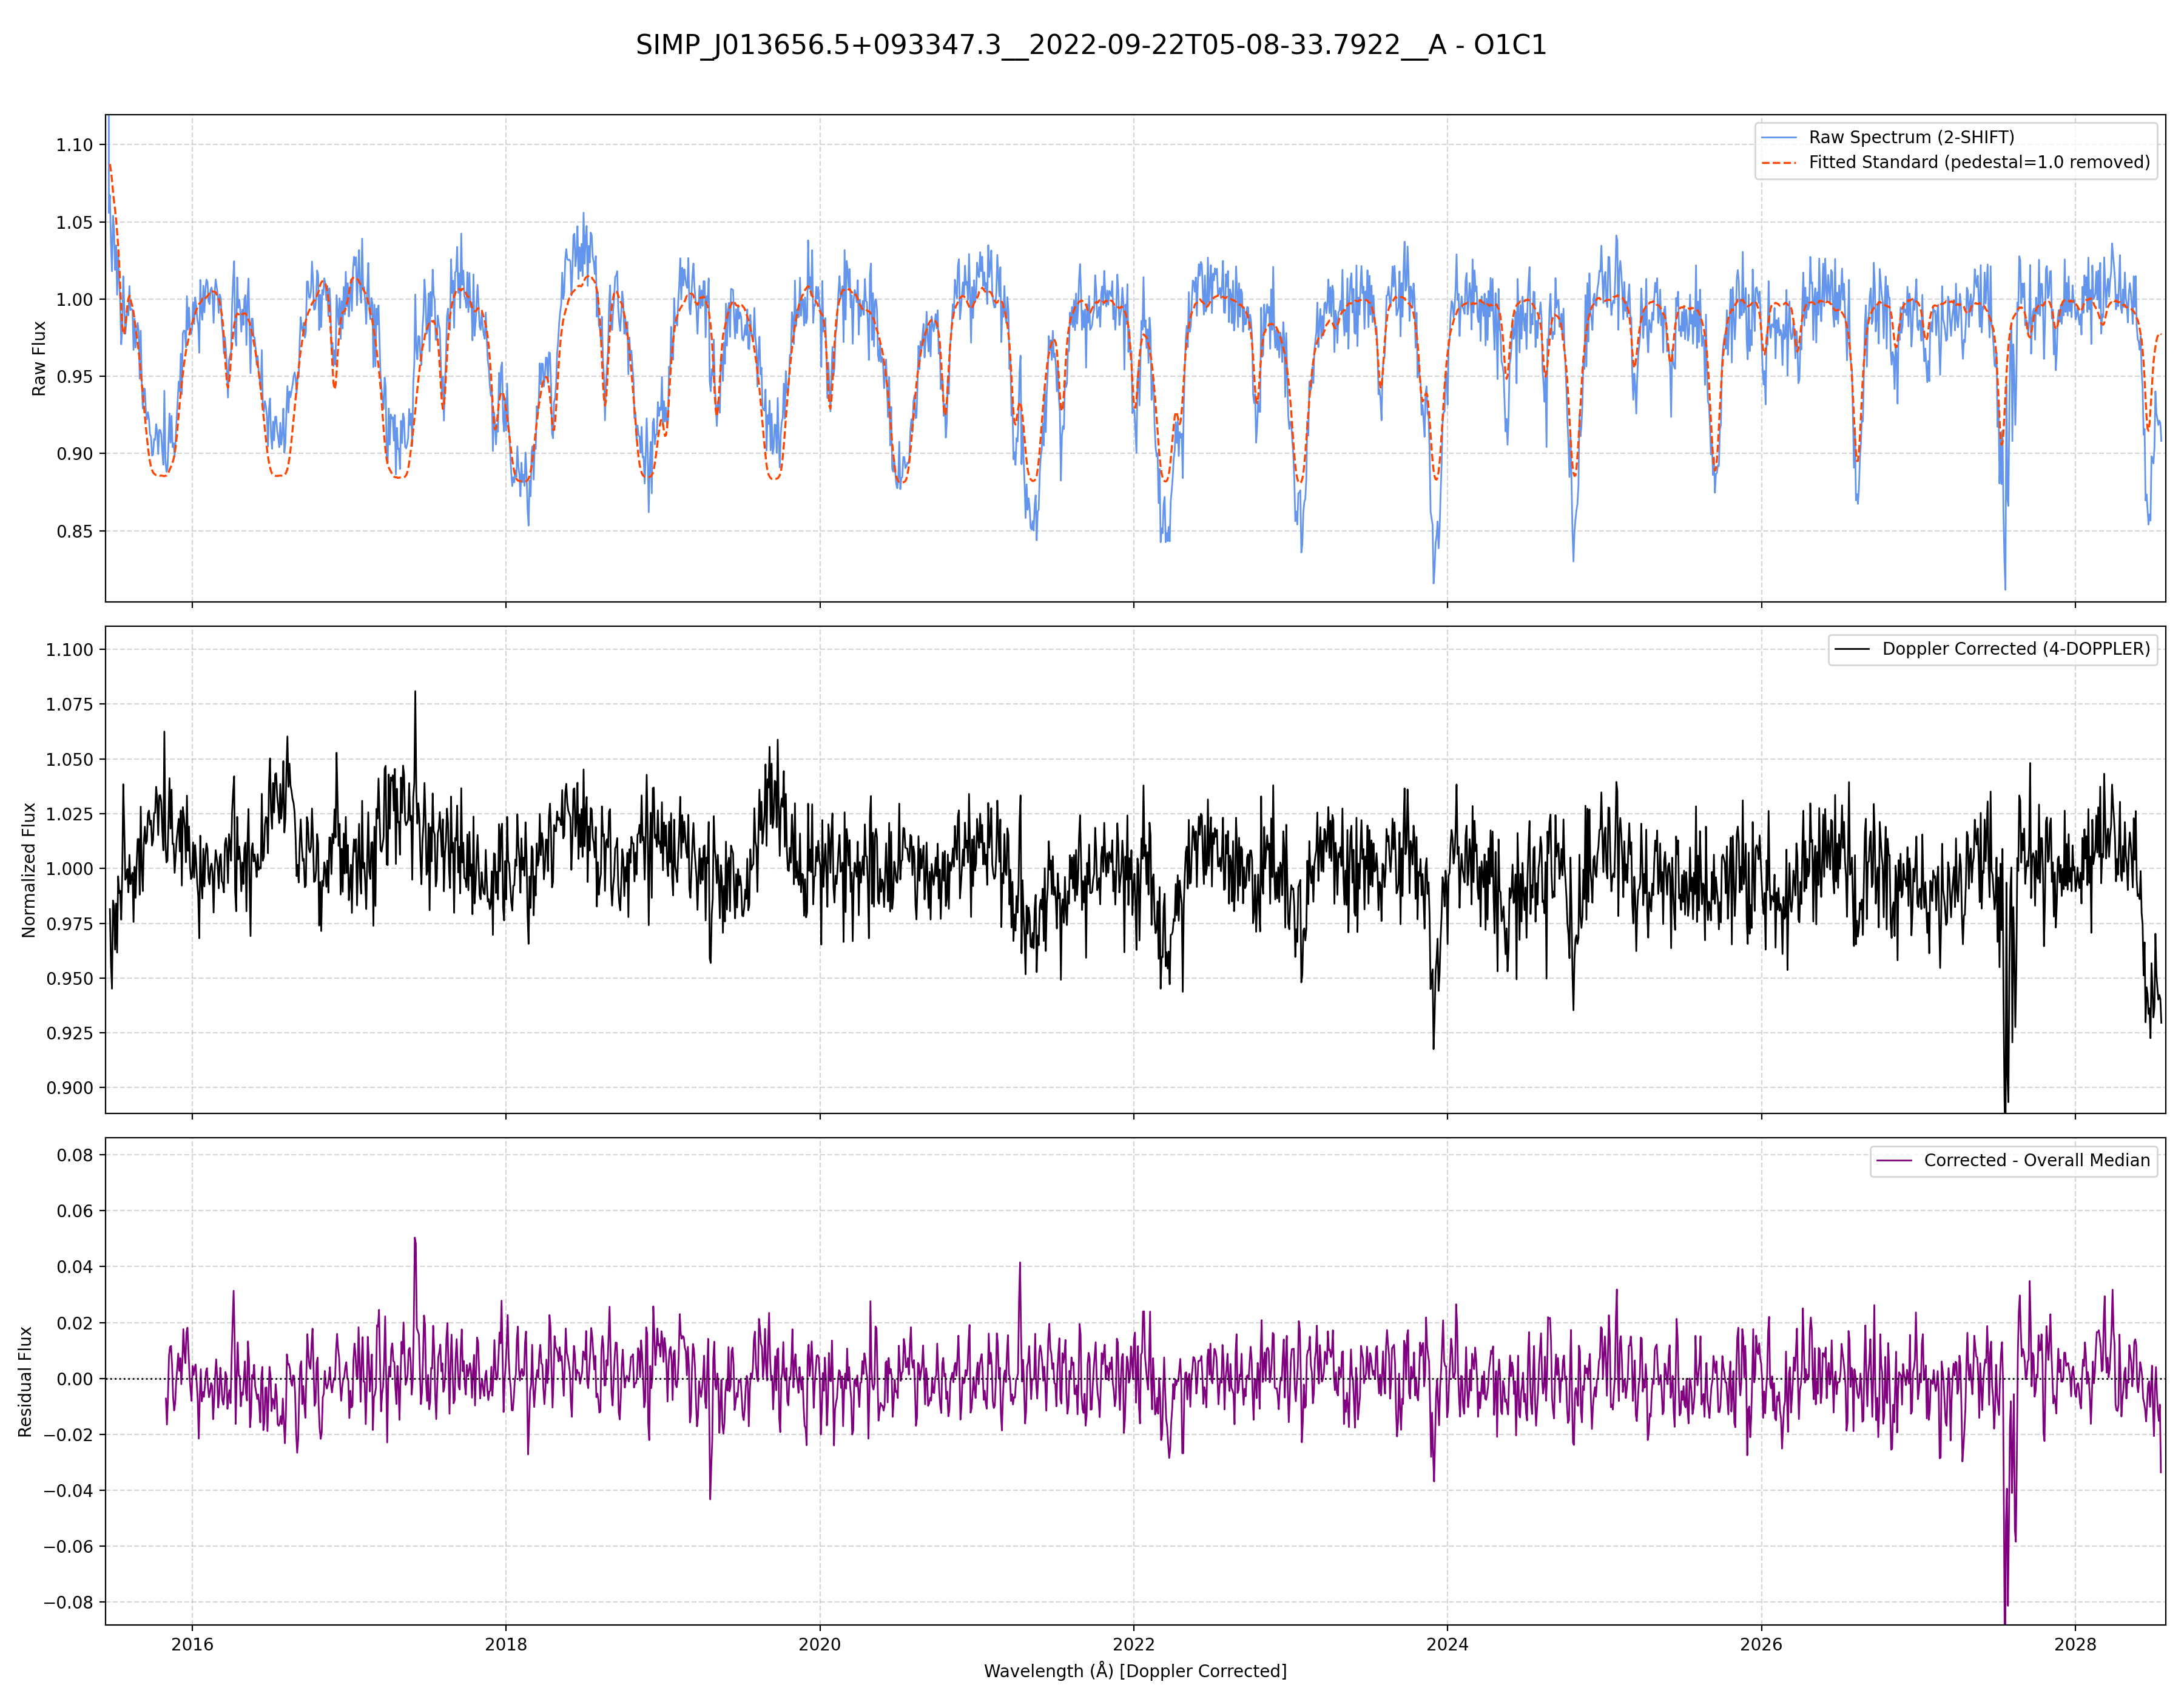 SIMP_J013656.5+093347.3__2022-09-22T05-08-33.7922__A - O1C1
Raw Spectrum (2-SHIFT)
Fitted Standard (pedestal=1.0 removed)
1.10
1.05
1.00
0.95
0.90
0.85
Raw Flux
Doppler Corrected (4-DOPPLER)
1.100
1.075
1.050
1.025
1.000
0.975
0.950
0.925
0.900
Normalized Flux
Corrected - Overall Median
0.08
0.06
0.04
0.02
0.00
−0.02
−0.04
−0.06
−0.08
Residual Flux
2016 2018 2020 2022 2024 2026 2028
Wavelength (Å) [Doppler Corrected]